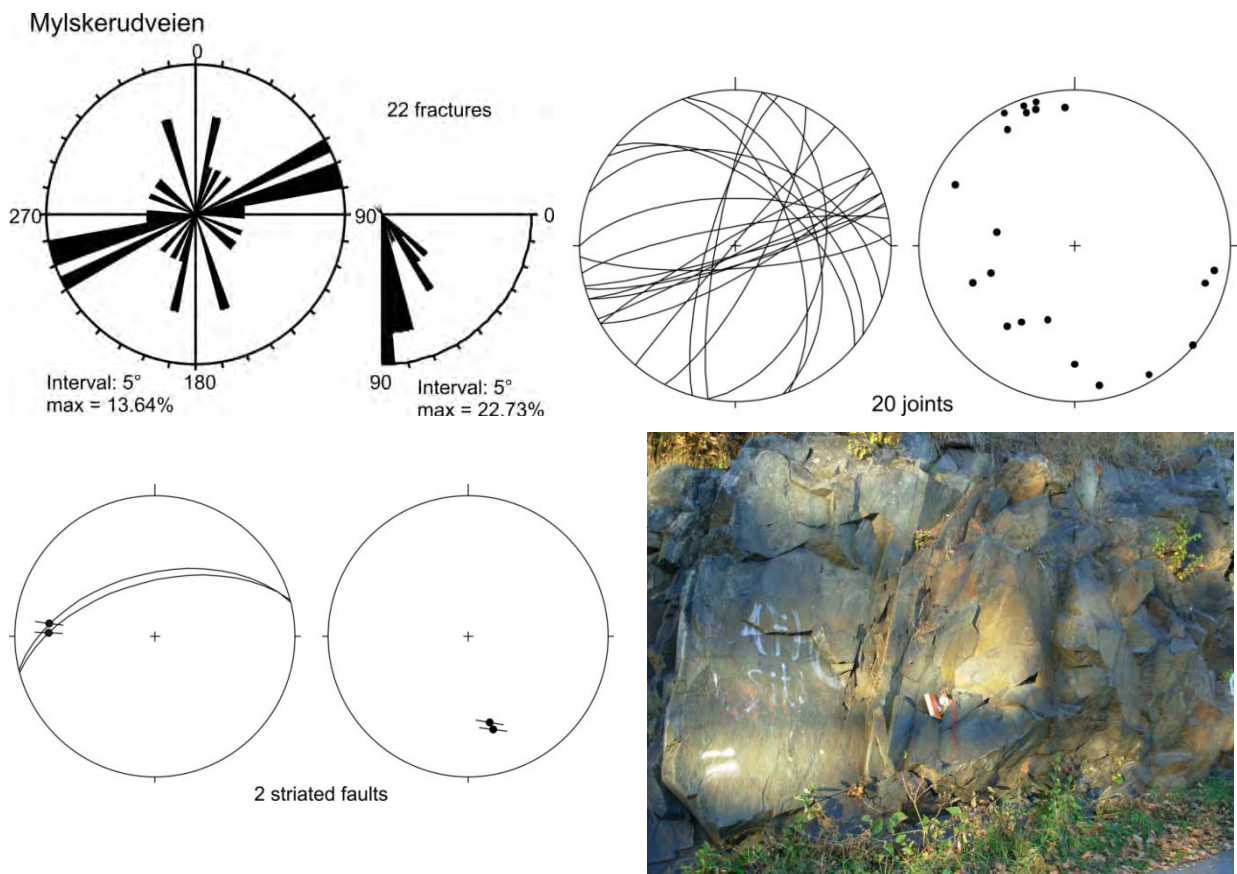 Mylskerudveien
0
22 fractures
270
90
0
Interval: 5°
max = 13.64%
180
90
Interval: 5°
max = 22.73%
20 joints
2 striated faults